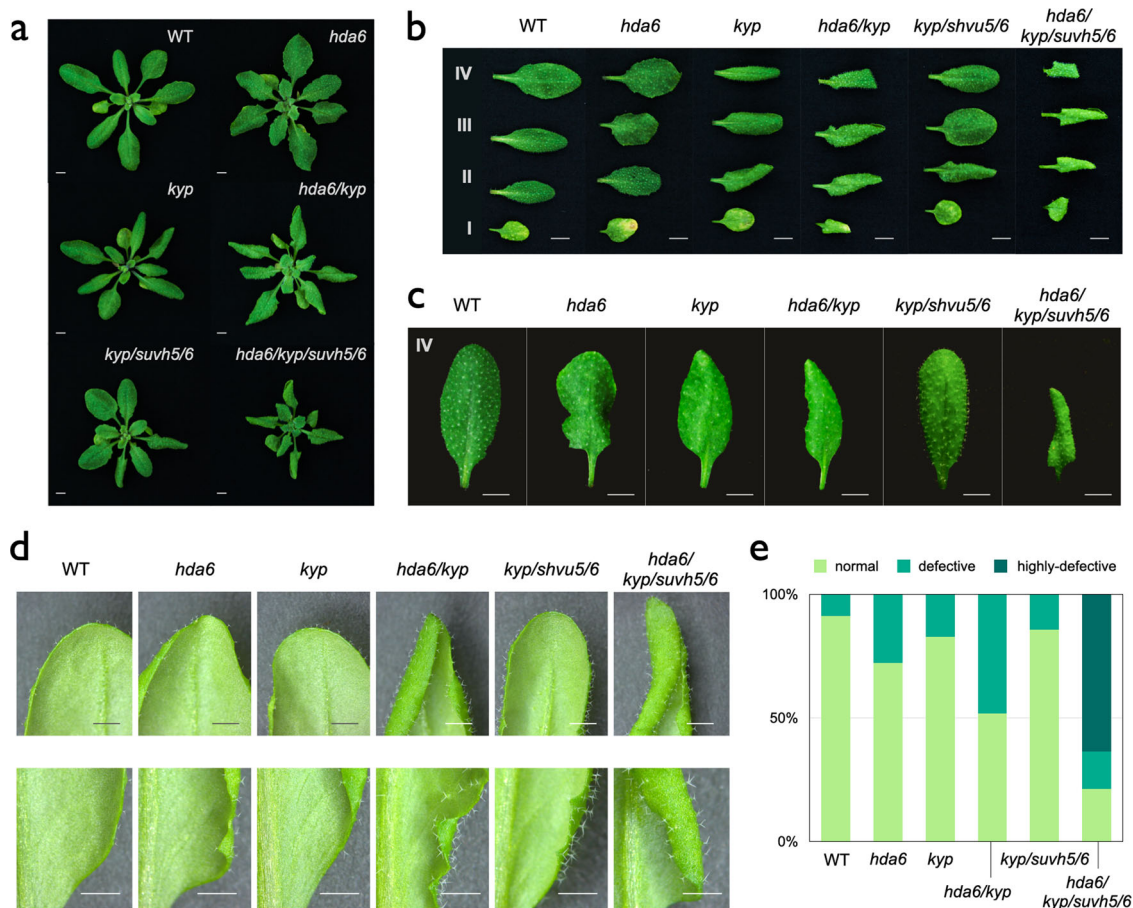 a
WT
hda6
kyp
hda6/kyp
kyp/suvh5/6
hda6/kyp/suvh5/6
b
WT
hda6
kyp
hda6/kyp
kyp/shvu5/6
hda6/
kyp/suvh5/6
IV
III
II
I
c
WT
hda6
kyp
hda6/kyp
kyp/shvu5/6
hda6/
kyp/suvh5/6
IV
d
WT
hda6
kyp
hda6/kyp
kyp/shvu5/6
hda6/
kyp/suvh5/6
e
normal
defective
highly-defective
100%
50%
0%
WT
hda6
kyp
hda6/kyp
kyp/suvh5/6
hda6/
kyp/suvh5/6